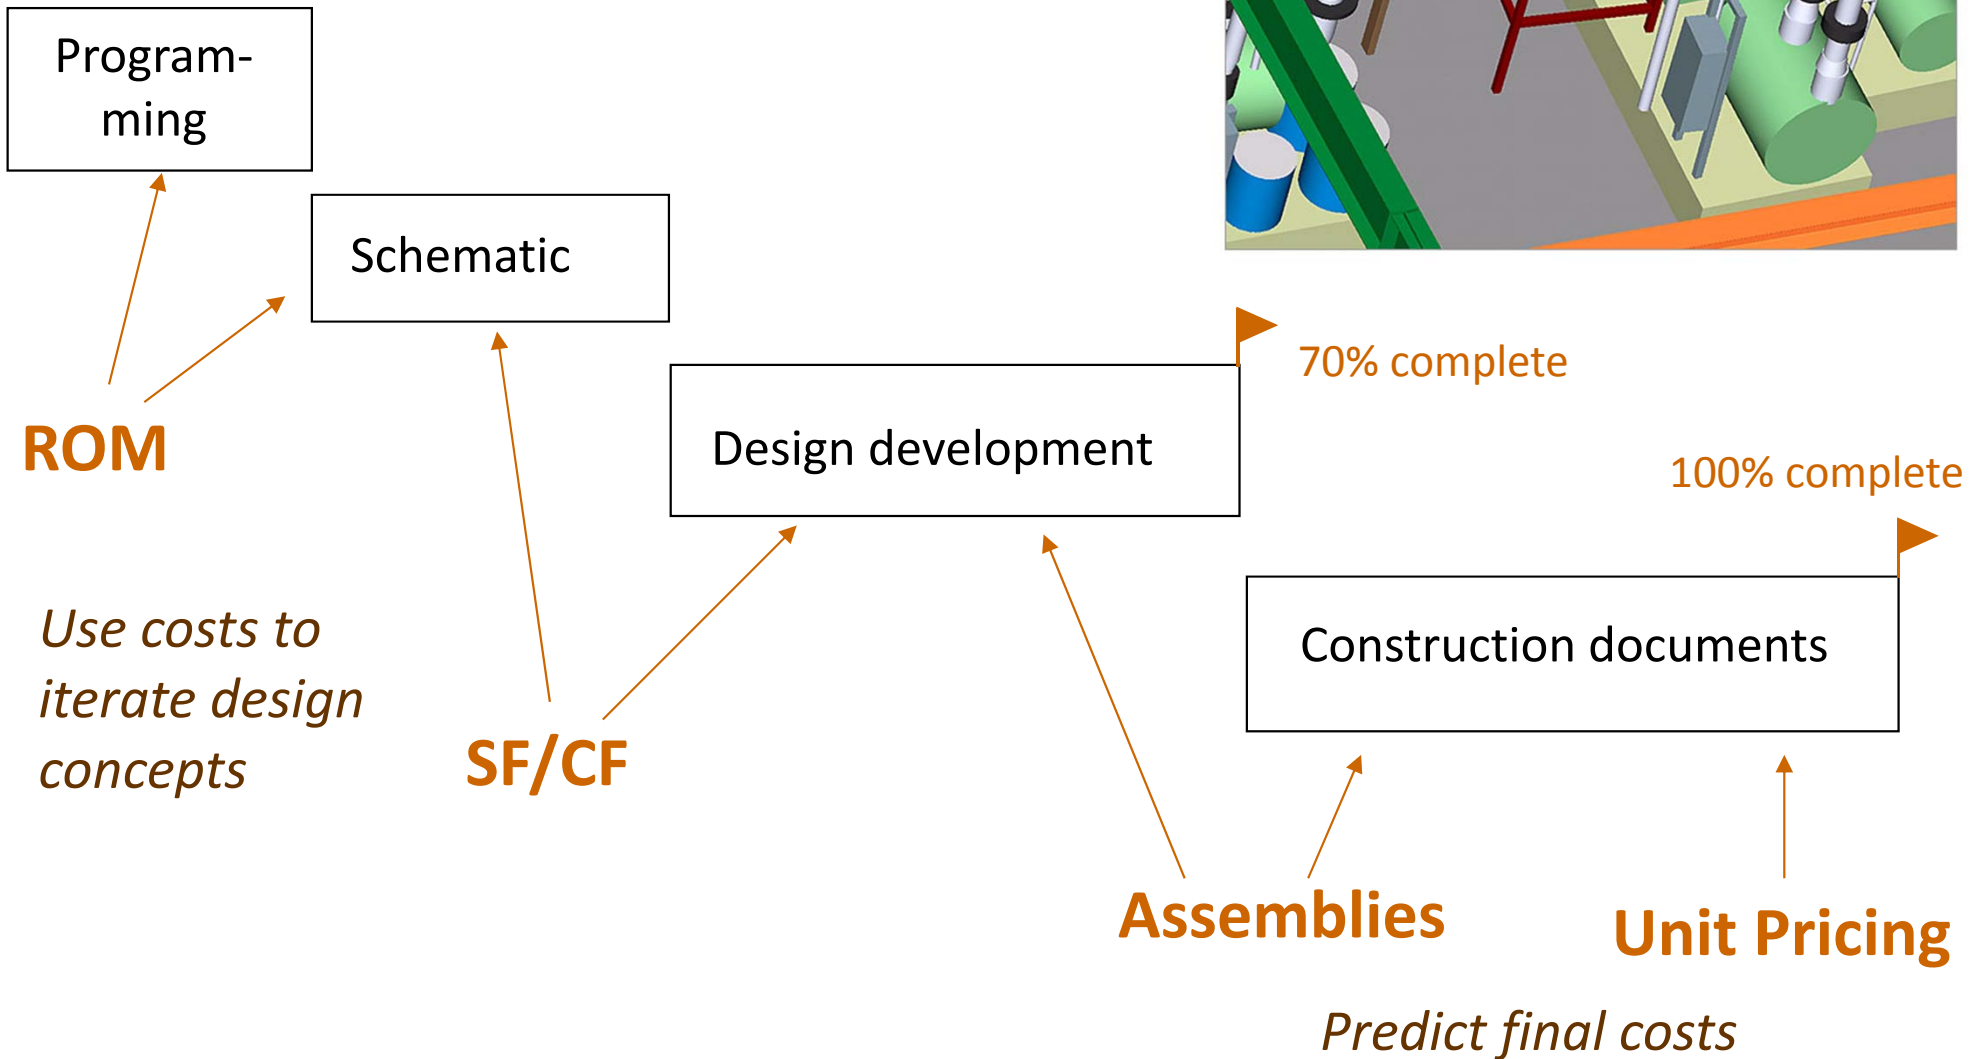 Program-
ming
Schematic
70% complete
Design development
ROM
100% complete
Use costs to
iterate design
concepts
Construction documents
SF/CF
Assemblies
Unit Pricing
Predict final costs